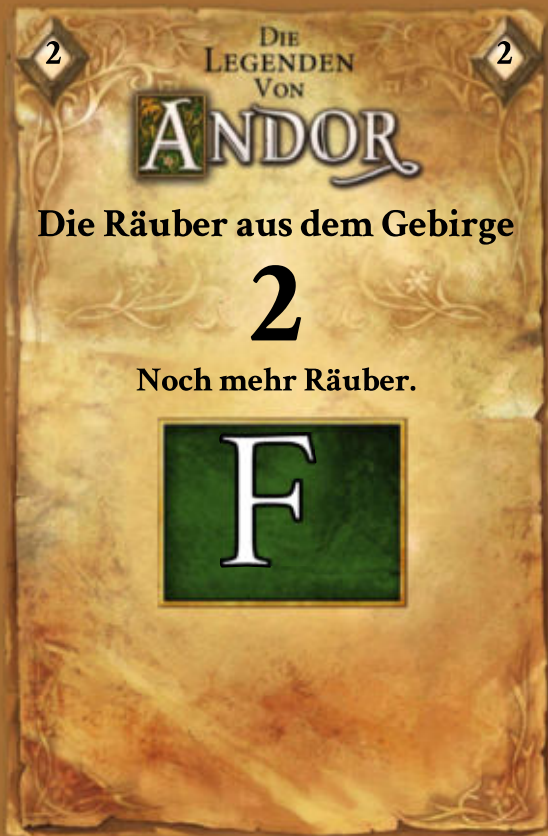 2
2
DIE
LEGENDEN
VON
ANDOR
Die Räuber aus dem Gebirge
2
Noch mehr Räuber.
F